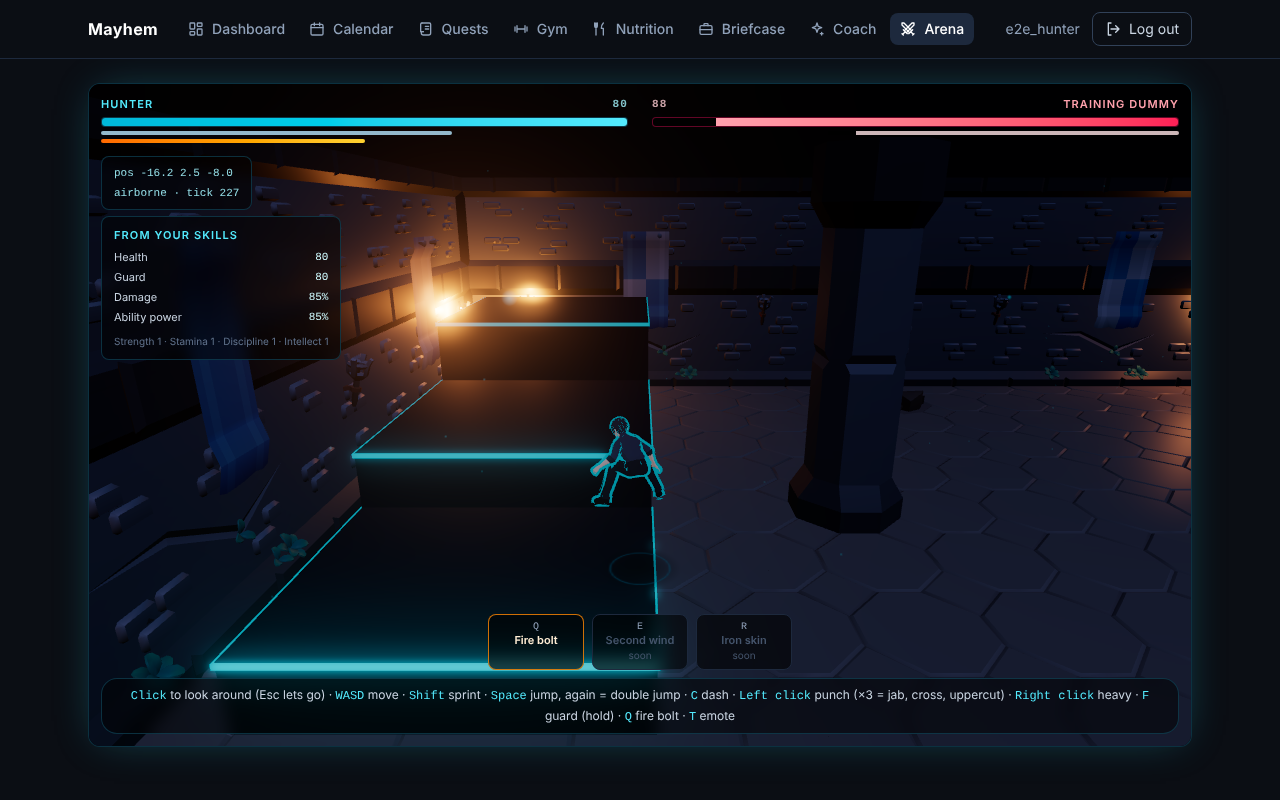 Mayhem
Dashboard
Calendar
Quests
Gym
Nutrition
Briefcase
Coach
Arena
e2e_hunter
Log out
HUNTER 80
88 TRAINING DUMMY
pos -16.2 2.5 -8.0
airborne · tick 227
FROM YOUR SKILLS
Health 80
Guard 80
Damage 85%
Ability power 85%
Strength 1 · Stamina 1 · Discipline 1 · Intellect 1
Q
Fire bolt
E
Second wind
soon
R
Iron skin
soon
Click to look around (Esc lets go) · WASD move · Shift sprint · Space jump, again = double jump · C dash · Left click punch (×3 = jab, cross, uppercut) · Right click heavy · F
guard (hold) · Q fire bolt · T emote